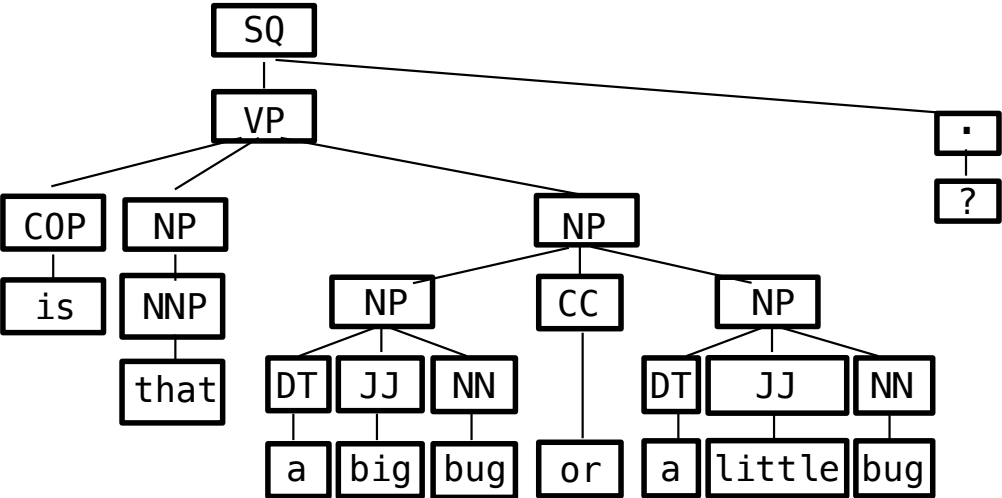 SQ
VP
.
COP NP NP ?
is NNP NP CC NP
that DT JJ NN DT JJ NN
a big bug or a little bug